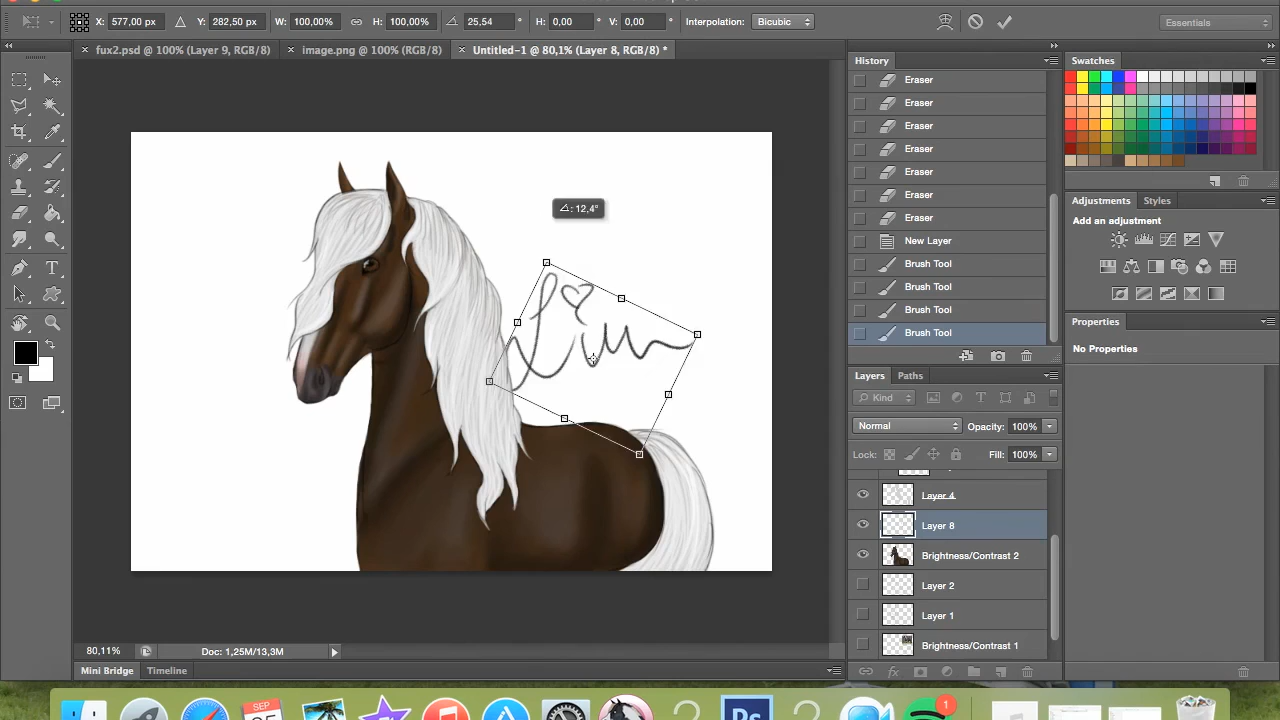 X: 577,00 px Y: 282,50 px W: 100,00% H: 100,00% 25,54 ° H: 0,00 ° V: 0,00 ° Interpolation: Bicubic Essentials
fux2.psd @ 100% (Layer 9, RGB/8) image.png @ 100% (RGB/8) Untitled-1 @ 80,1% (Layer 8, RGB/8) *
History
Eraser
Eraser
Eraser
Eraser
Eraser
Eraser
Eraser
New Layer
Brush Tool
Brush Tool
Brush Tool
Brush Tool
Swatches
Adjustments Styles
Add an adjustment
Properties
No Properties
Layers Paths
Kind
Normal Opacity: 100%
Lock: Fill: 100%
Layer 4
Layer 8
Brightness/Contrast 2
Layer 2
Layer 1
Brightness/Contrast 1
: 12,4°
80,11% Doc: 1,25M/13,3M
Mini Bridge Timeline
SEP
Ps
1